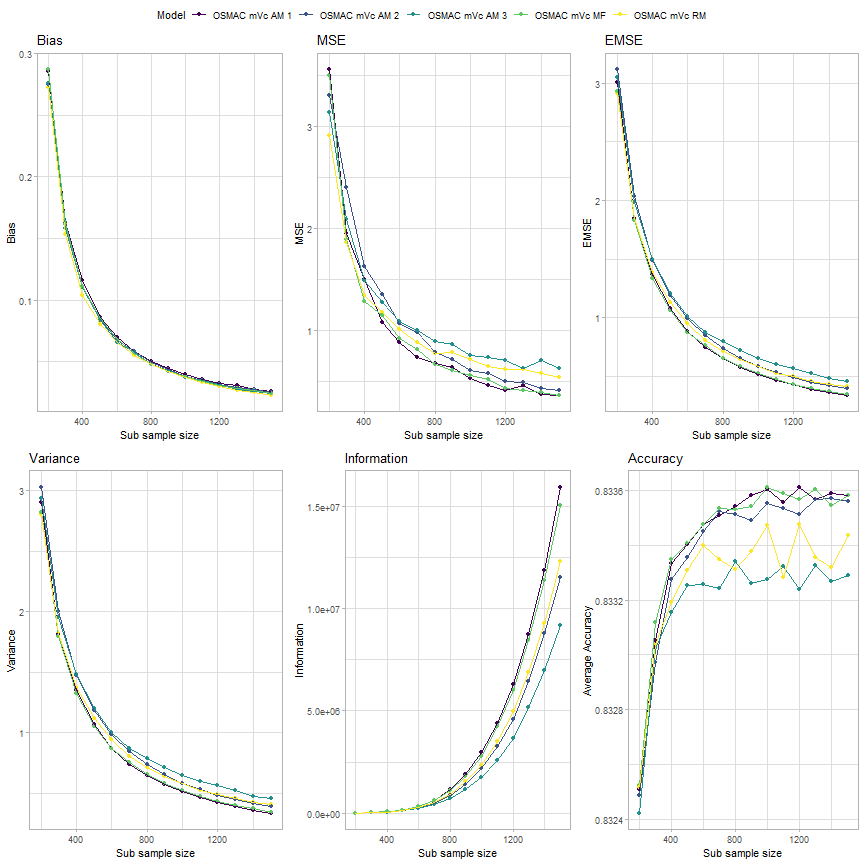 Model OSMAC mVc AM 1 OSMAC mVc AM 2 OSMAC mVc AM 3 OSMAC mVc MF OSMAC mVc RM
Bias
0.3
0.2
0.1
Bias
400 800 1200
Sub sample size
MSE
3
2
1
MSE
400 800 1200
Sub sample size
EMSE
3
2
1
EMSE
400 800 1200
Sub sample size
Variance
3
2
1
Variance
400 800 1200
Sub sample size
Information
1.5e+07
1.0e+07
5.0e+06
0.0e+00
Information
400 800 1200
Sub sample size
Accuracy
0.8336
0.8332
0.8328
0.8324
Average Accuracy
400 800 1200
Sub sample size